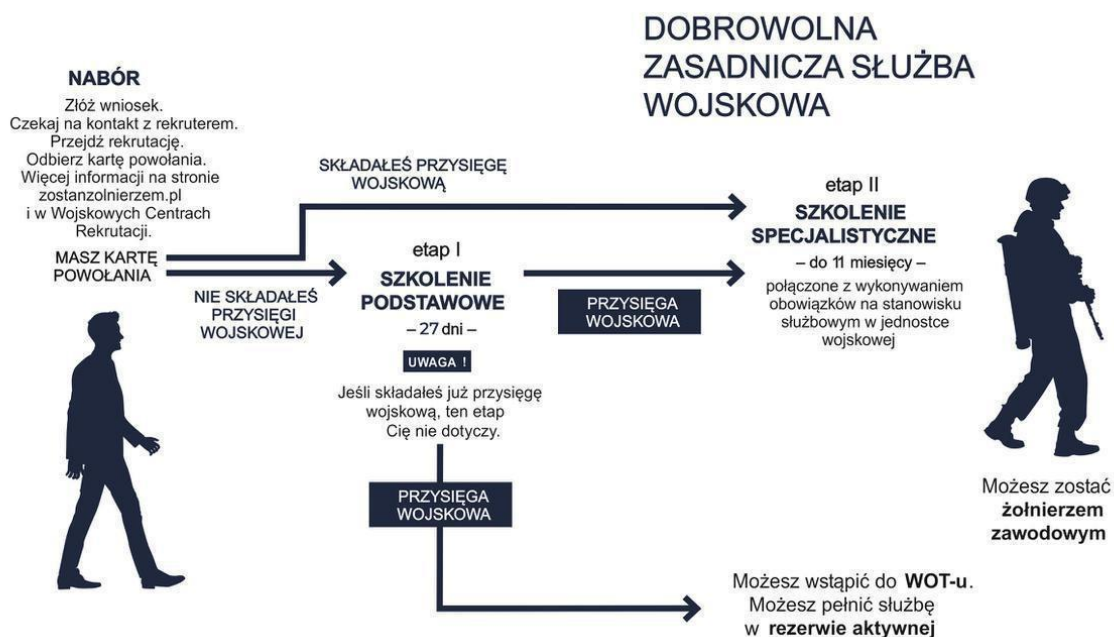 DOBROWOLNA
ZASADNICZA SŁUŻBA
WOJSKOWA
NABÓR
Złóż wniosek.
Czekaj na kontakt z rekruterem.
Przejdź rekrutację.
Odbierz kartę powołania.
Więcej informacji na stronie
zostanzolnierzem.pl
i w Wojskowych Centrach
Rekrutacji.
MASZ KARTĘ
POWOŁANIA
SKŁADAŁEŚ PRZYSIĘGĘ
WOJSKOWĄ
NIE SKŁADAŁEŚ
PRZYSIĘGI
WOJSKOWEJ
etap I
SZKOLENIE
PODSTAWOWE
– 27 dni –
UWAGA !
Jeśli składałeś już przysięgę
wojskową, ten etap
Cię nie dotyczy.
PRZYSIĘGA
WOJSKOWA
etap II
SZKOLENIE
SPECJALISTYCZNE
– do 11 miesięcy –
połączone z wykonywaniem
obowiązków na stanowisku
służbowym w jednostce
wojskowej
Możesz zostać
żołnierzem
zawodowym
PRZYSIĘGA
WOJSKOWA
Możesz wstąpić do WOT-u.
Możesz pełnić służbę
w rezerwie aktywnej